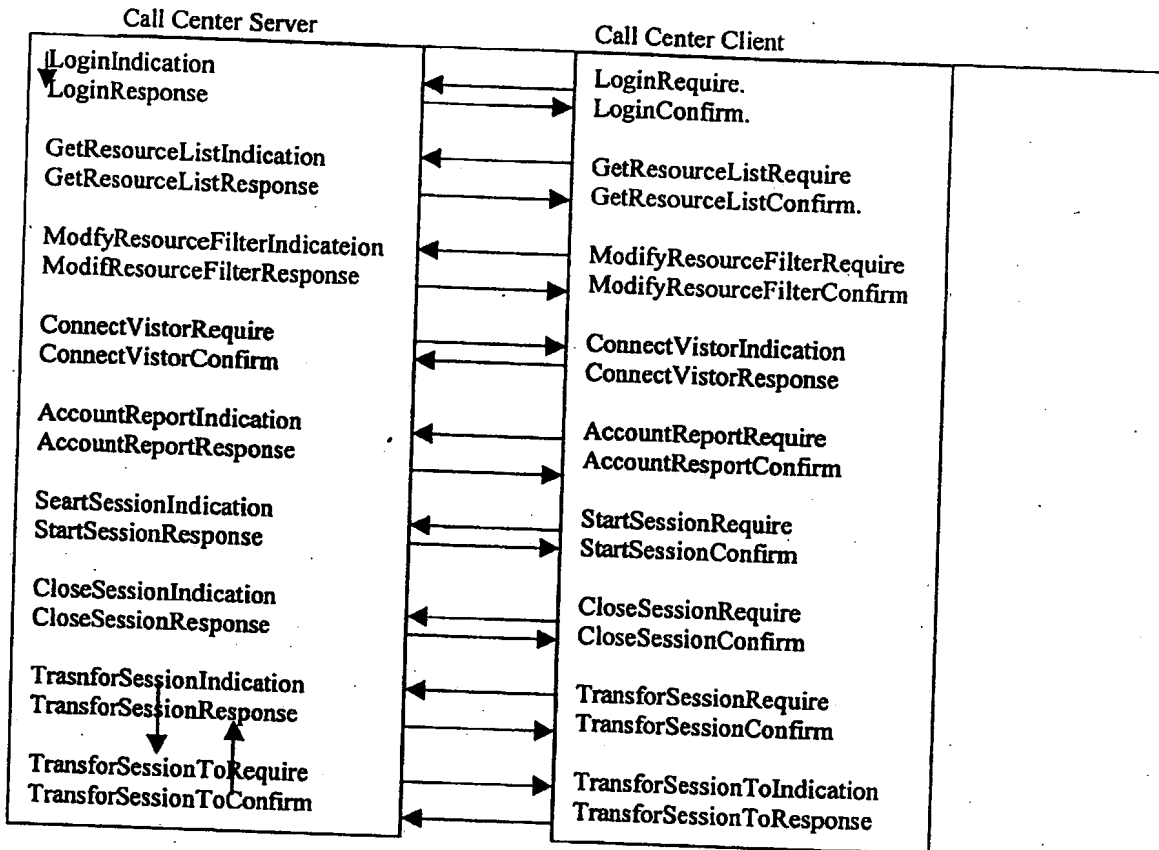 Call Center Server
Call Center Client
LoginIndication
LoginRequire.
LoginResponse
LoginConfirm.
GetResourceListIndication
GetResourceListRequire
GetResourceListResponse
GetResourceListConfirm.
ModfyResourceFilterIndicateion
ModifyResourceFilterRequire
ModifResourceFilterResponse
ModifyResourceFilterConfirm
ConnectVistorRequire
ConnectVistorIndication
ConnectVistorConfirm
ConnectVistorResponse
AccountReportIndication
AccountReportRequire
AccountReportResponse
AccountResportConfirm
SeartSessionIndication
StartSessionRequire
StartSessionResponse
StartSessionConfirm
CloseSessionIndication
CloseSessionRequire
CloseSessionResponse
CloseSessionConfirm
TrasnforSessionIndication
TransforSessionRequire
TransforSessionResponse
TransforSessionConfirm
TransforSessionToRequire
TransforSessionToIndication
TransforSessionToConfirm
TransforSessionToResponse